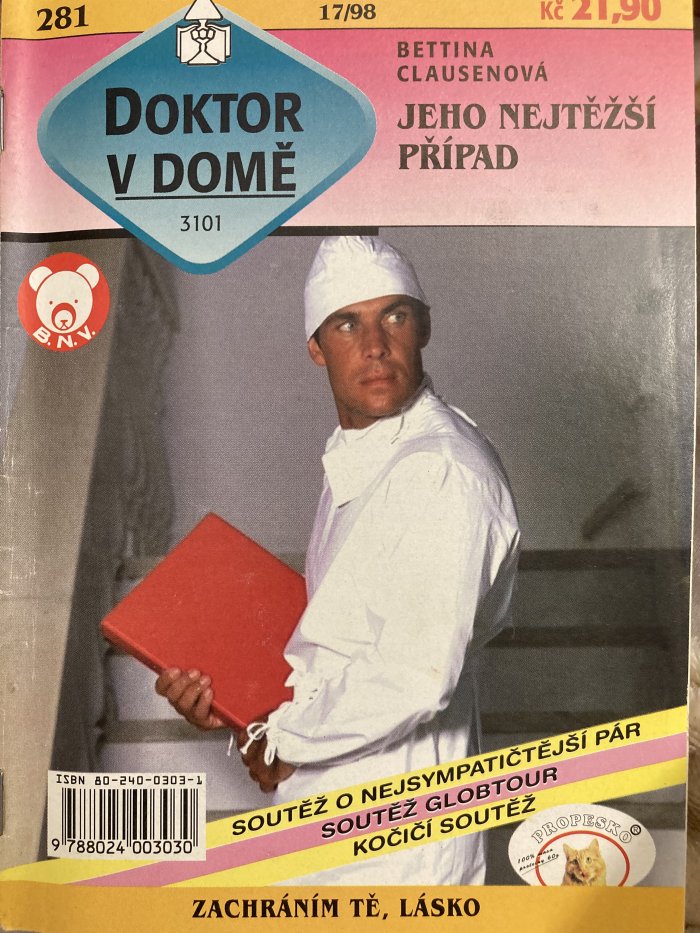 281
17/98
Kč 21,90
BETTINA
CLAUSENOVÁ
JEHO NEJTĚŽŠÍ
PŘÍPAD
DOKTOR
V DOMĚ
3101
B.N.V.
ISBN 80-240-0303-1
9 788024 003030
SOUTĚŽ O NEJSYMPATIČTĚJŠÍ PÁR
SOUTĚŽ GLOBTOUR
KOČIČÍ SOUTĚŽ
PROPESKO®
100%
ZACHRÁNÍM TĚ, LÁSKO